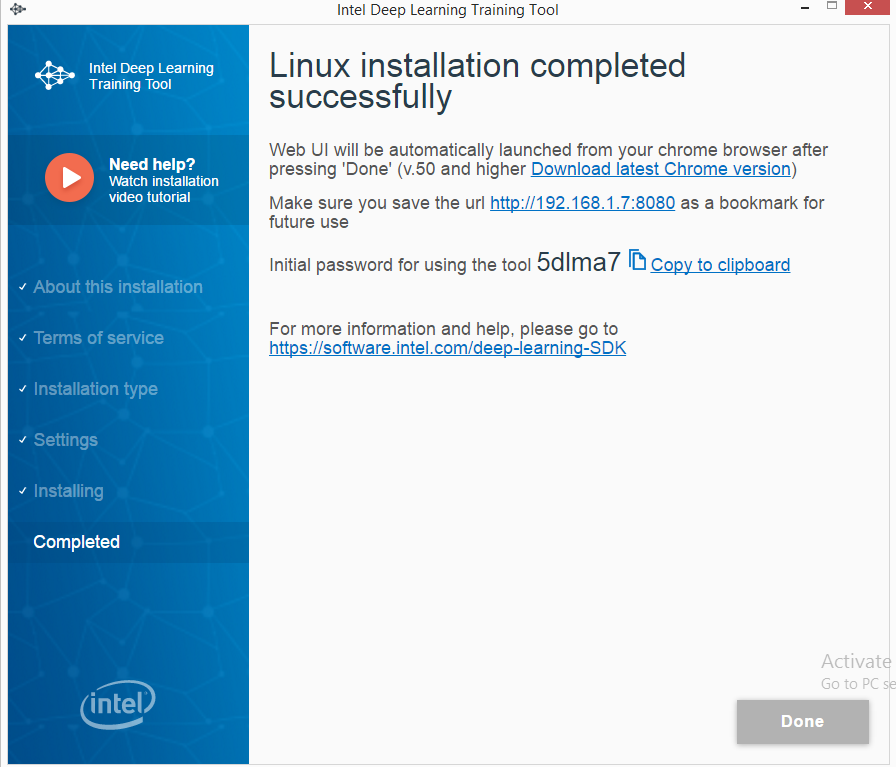 Intel Deep Learning Training Tool
Intel Deep Learning
Training Tool
Need help?
Watch installation
video tutorial
About this installation
Terms of service
Installation type
Settings
Installing
Completed
intel
Linux installation completed
successfully
Web UI will be automatically launched from your chrome browser after
pressing 'Done' (v.50 and higher Download latest Chrome version)
Make sure you save the url http://192.168.1.7:8080 as a bookmark for
future use
Initial password for using the tool 5dlma7 Copy to clipboard
For more information and help, please go to
https://software.intel.com/deep-learning-SDK
Activate
Go to PC se
Done